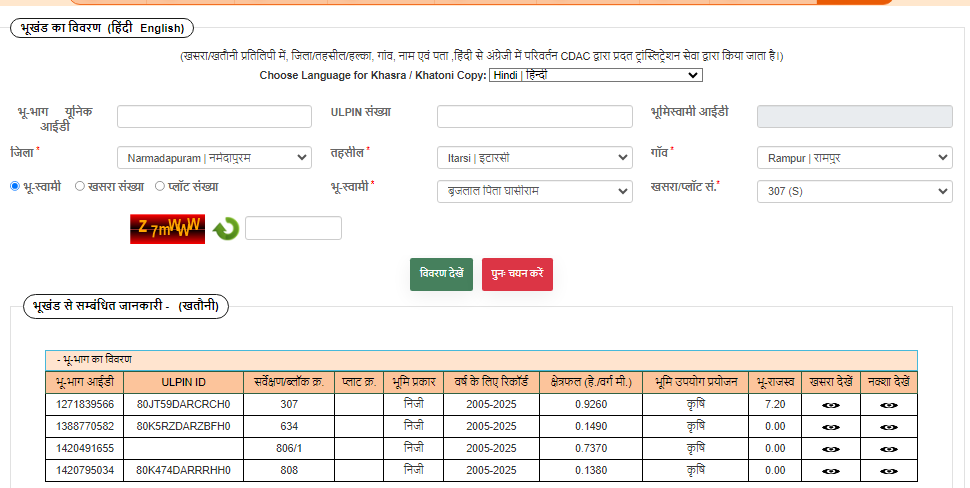 भूखंड का विवरण (हिंदी English)
(खसरा/खतौनी प्रतिलिपी में, जिला/तहसील/हल्का, गांव, नाम एवं पता ,हिंदी से अंग्रेजी में परिवर्तन CDAC द्वारा प्रदत ट्रांस्लिट्रेशन सेवा द्वारा किया जाता है।)
Choose Language for Khasra / Khatoni Copy: Hindi | हिन्दी
भू-भाग यूनिक आईडी ULPIN संख्या भूमिस्वामी आईडी
जिला * Narmadapuram | नर्मदापुरम तहसील * Itarsi | इटारसी गॉव * Rampur | रामपुर
भू-स्वामी खसरा संख्या प्लॉट संख्या भू-स्वामी * बृजलाल पिता घासीराम खसरा/प्लॉट सं.* 307 (S)
Z 7mWwW
विवरण देखें पुनः चयन करें
भूखंड से सम्बंधित जानकारी - (खतौनी)
- भू-भाग का विवरण
भू-भाग आईडी ULPIN ID सर्वेक्षण/ब्लॉक क्र. प्लाट क्र. भूमि प्रकार वर्ष के लिए रिकॉर्ड क्षेत्रफल (हे./वर्ग मी.) भूमि उपयोग प्रयोजन भू-राजस्व खसरा देखें नक्शा देखें
1271839566 80JT59DARCRCH0 307 निजी 2005-2025 0.9260 कृषि 7.20
1388770582 80K5RZDARZBFH0 634 निजी 2005-2025 0.1490 कृषि 0.00
1420491655 806/1 निजी 2005-2025 0.7370 कृषि 0.00
1420795034 80K474DARRRHH0 808 निजी 2005-2025 0.1380 कृषि 0.00